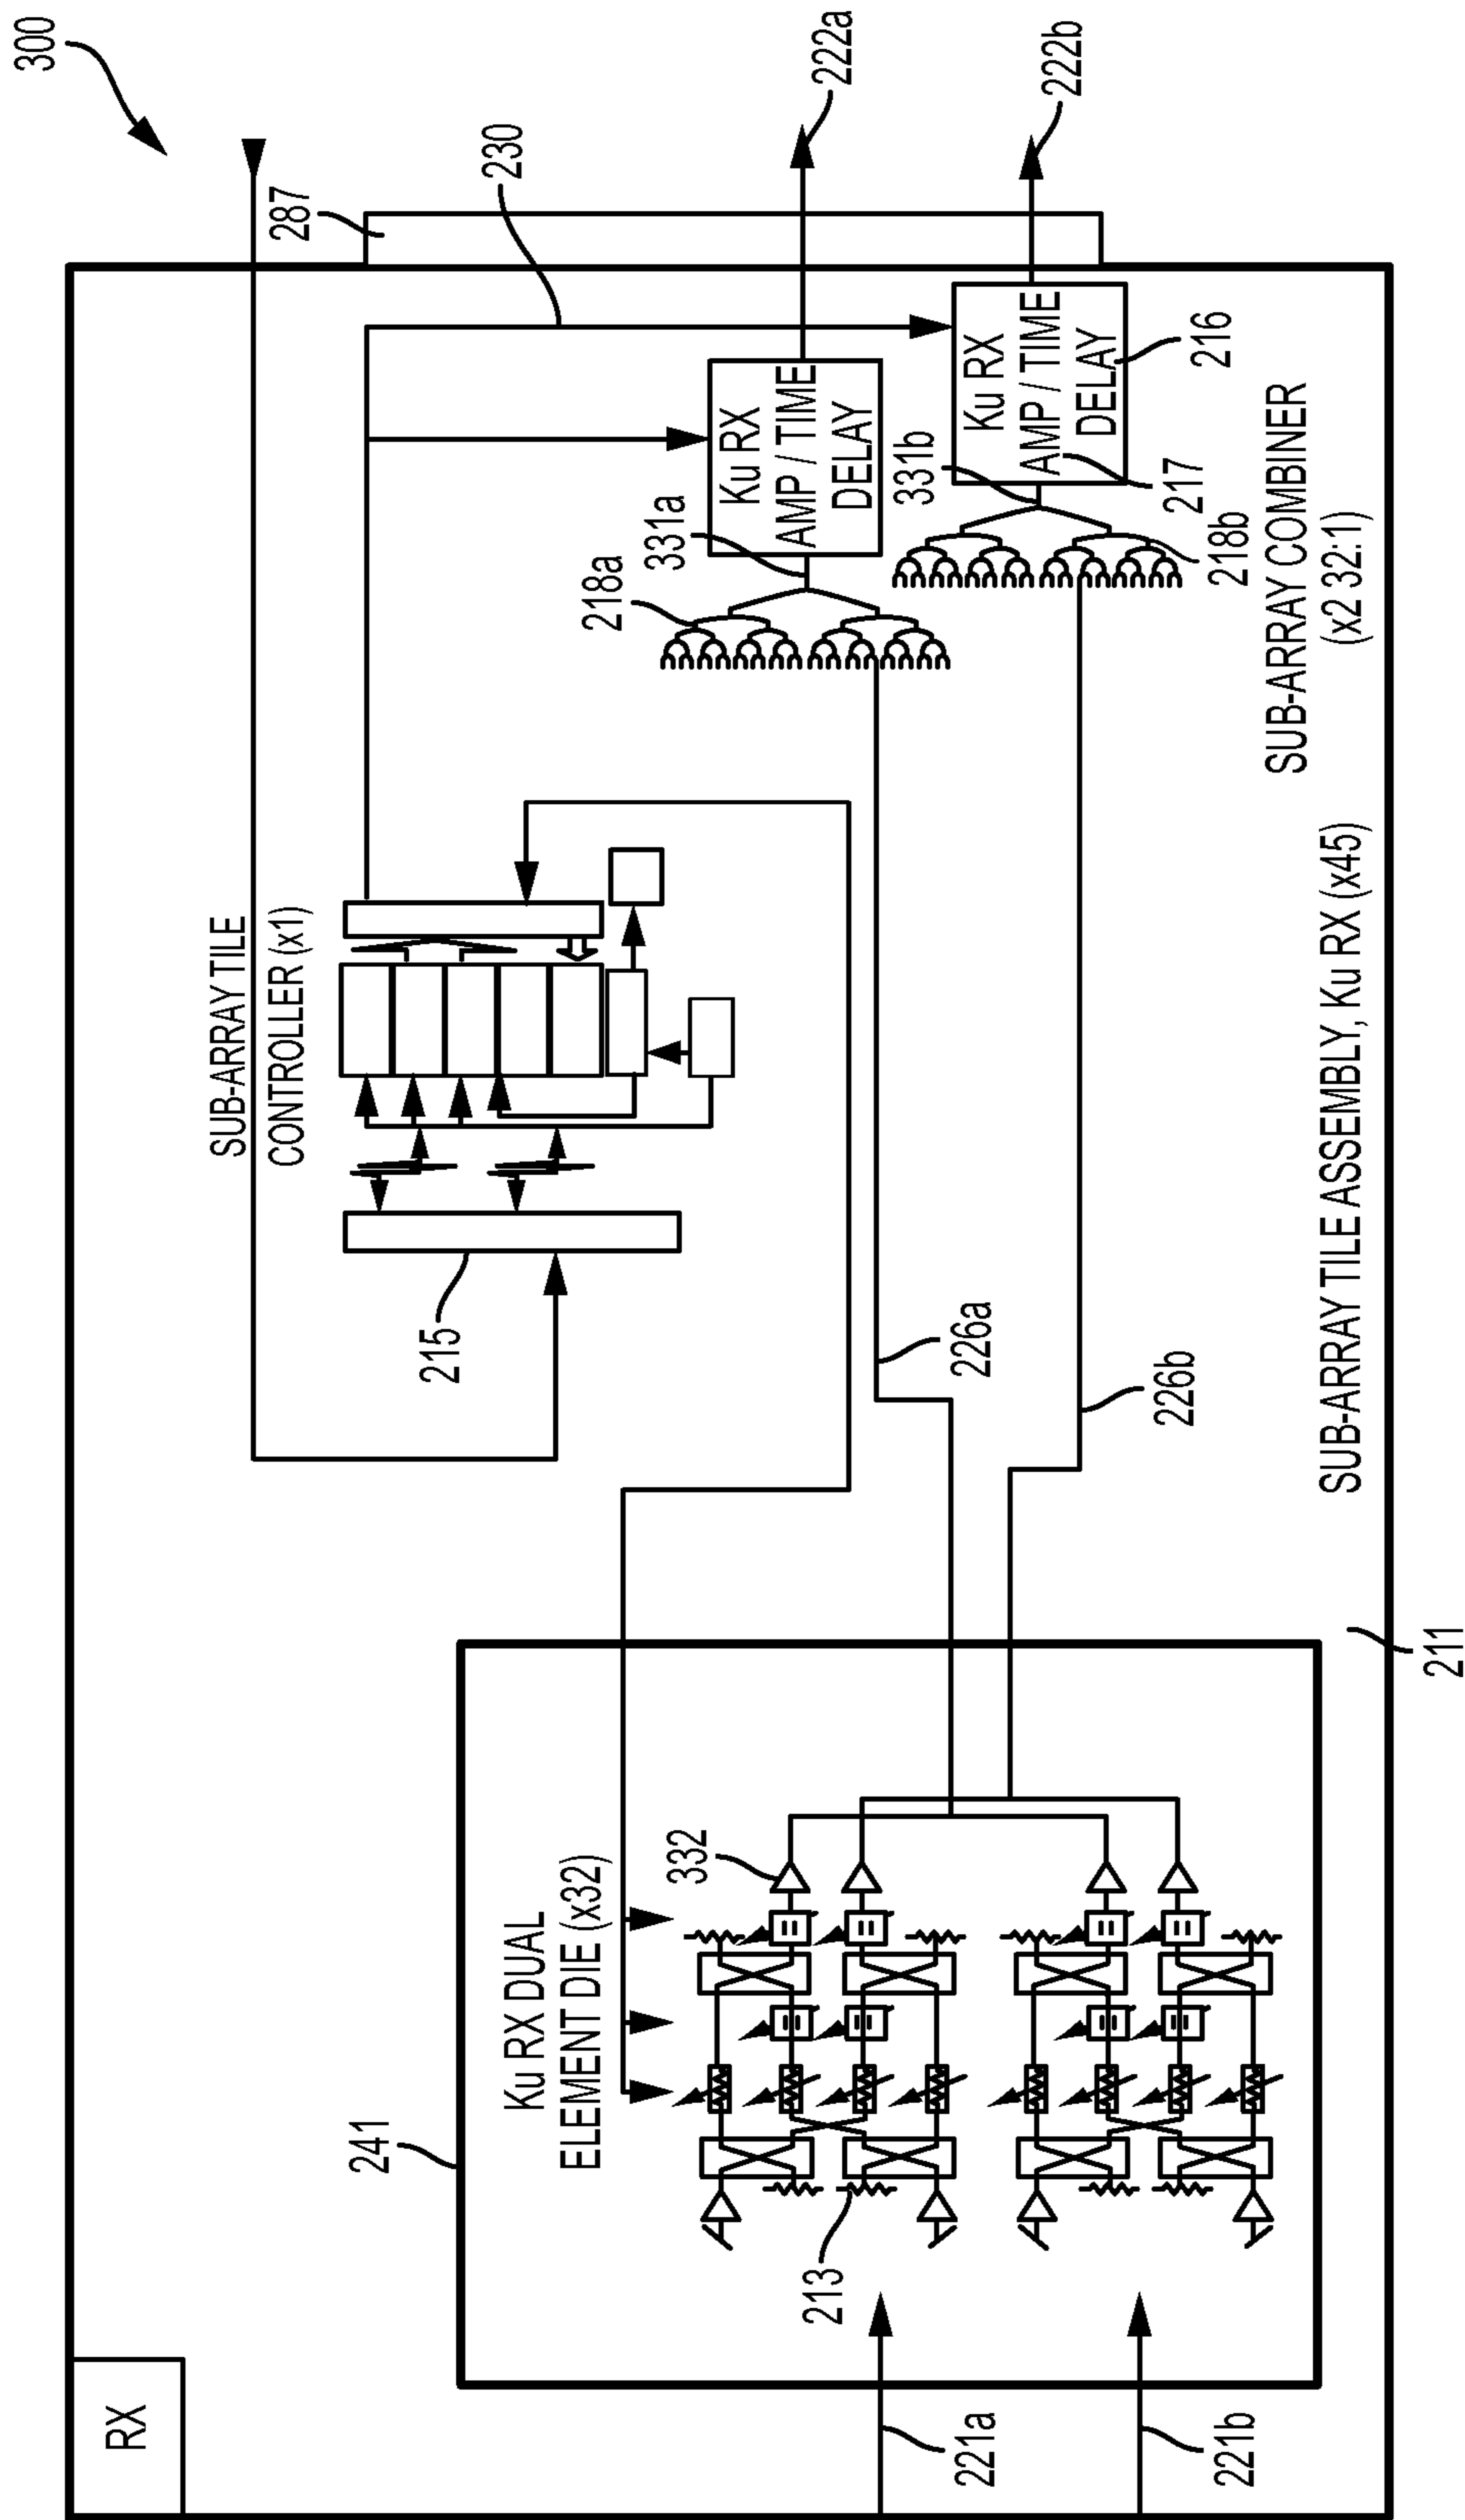 300
RX
287
SUB-ARRAY TILE
CONTROLLER (x1)
230
215
222a
222b
241
Ku RX DUAL
ELEMENT DIE (x32)
332
213
218a
331a
Ku RX
AMP / TIME
DELAY
331b
Ku RX
AMP / TIME
DELAY
217
216
218b
221a
221b
226a
226b
SUB-ARRAY COMBINER
(x2 32:1)
SUB-ARRAY TILE ASSEMBLY, Ku RX (x45)
211